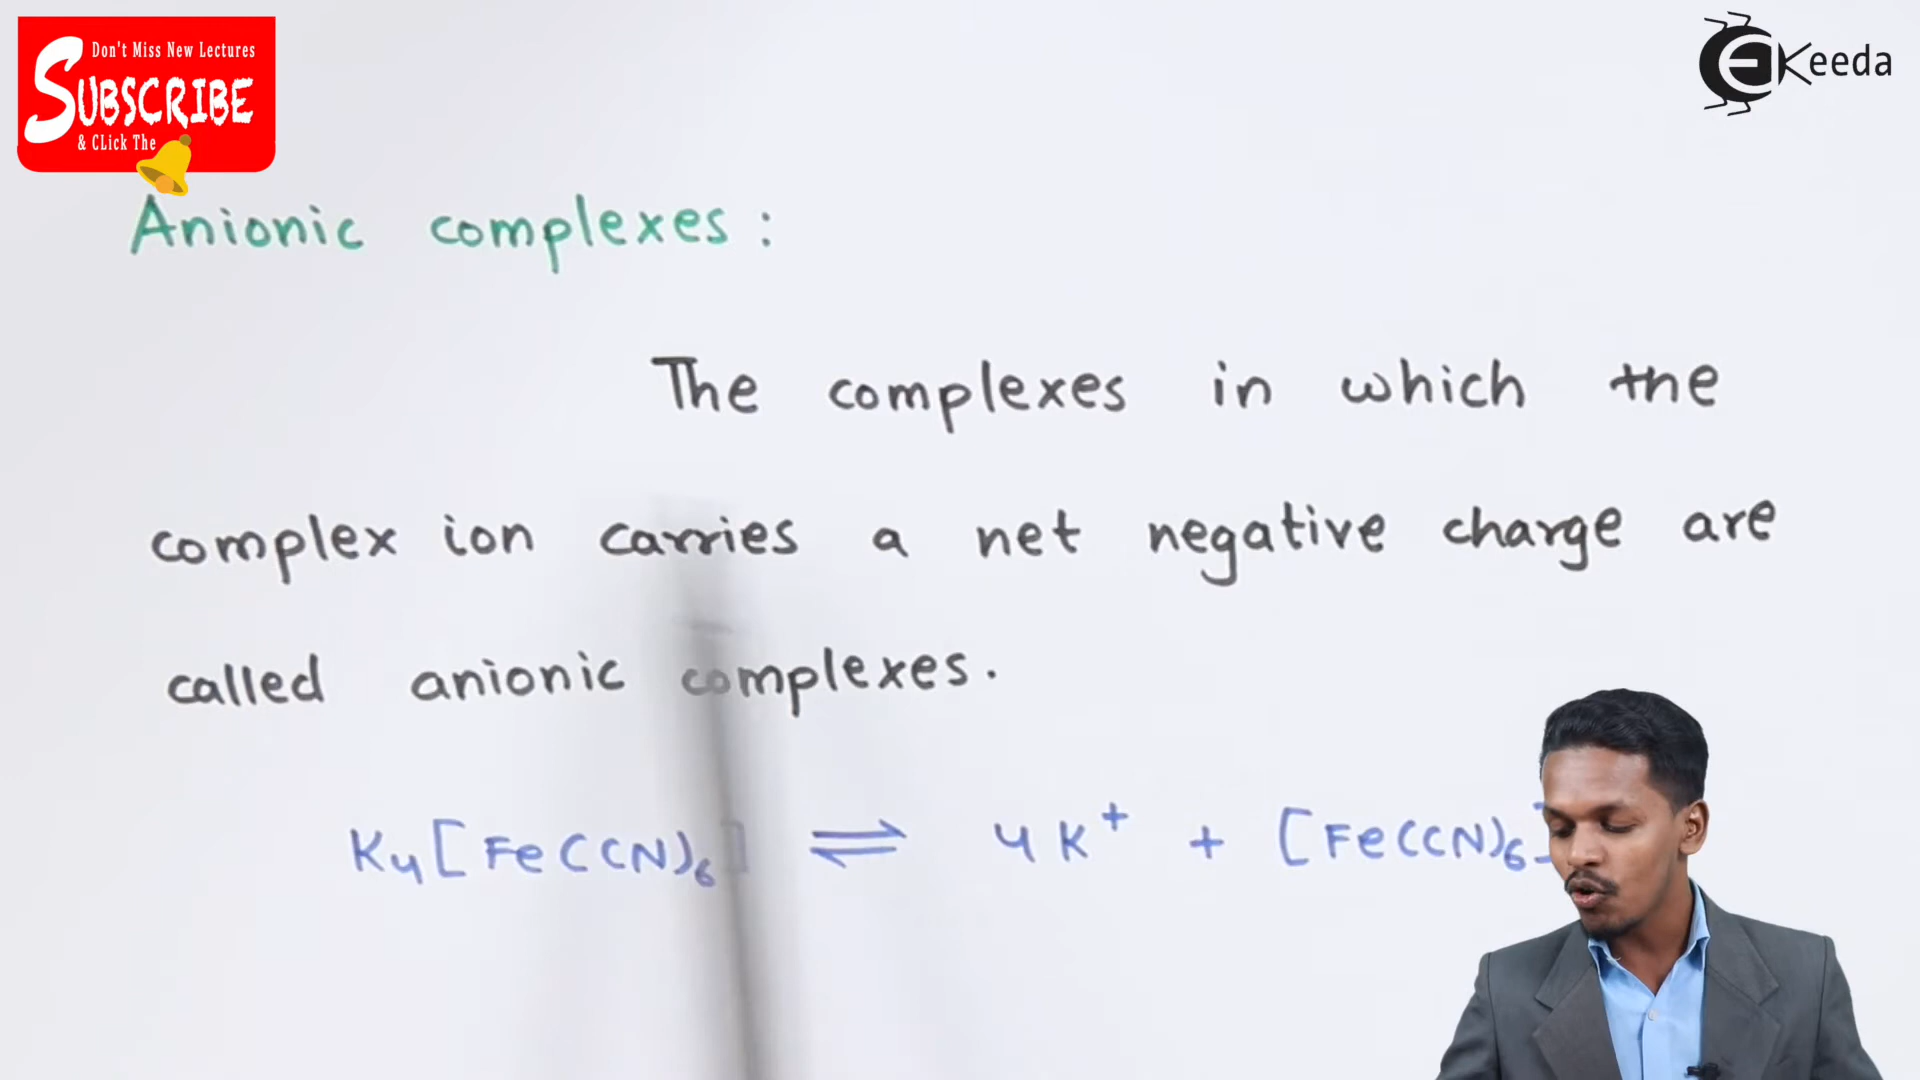 Don't Miss New Lectures
SUBSCRIBE
& CLick The
Keeda
Anionic complexes :
The complexes in which the
complex ion carries a net negative charge are
called anionic complexes.
K₄[Fe(CN)₆] ⇌ 4K⁺ + [Fe(CN)₆]